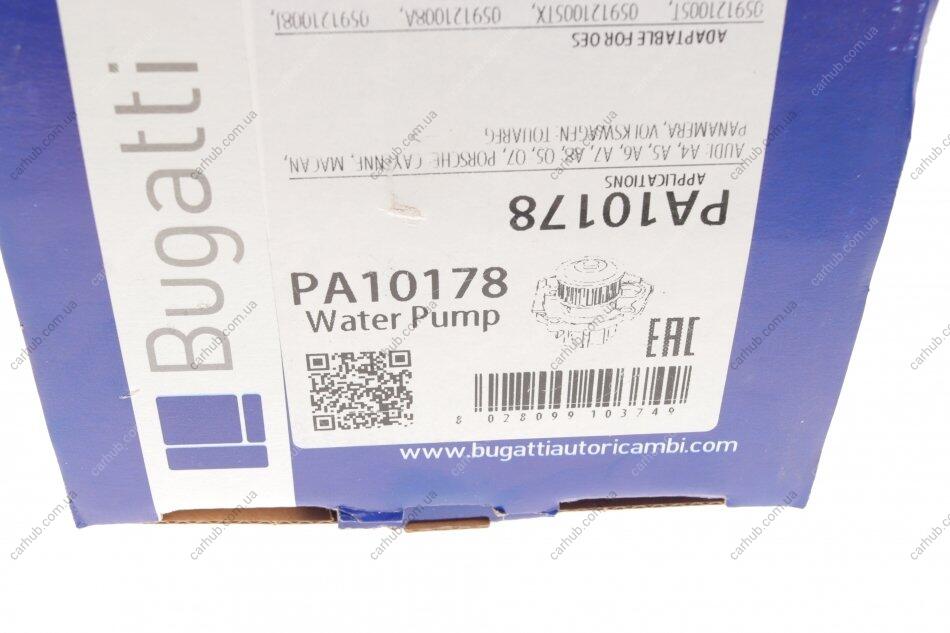 Bugatti
059121005T, 059121005TX, 059121008A, 059121008J,
ADAPTABLE FOR OES
PANAMERA, VOLKSWAGEN: TOUAREG
AUDI: A4, A5, A6, A7, A8, Q5, Q7, PORSCHE: CAYENNE, MACAN,
APPLICATIONS
PA10178
PA10178
Water Pump
EAC
8 028099 103749
www.bugattiautoricambi.com
carhub.com.ua